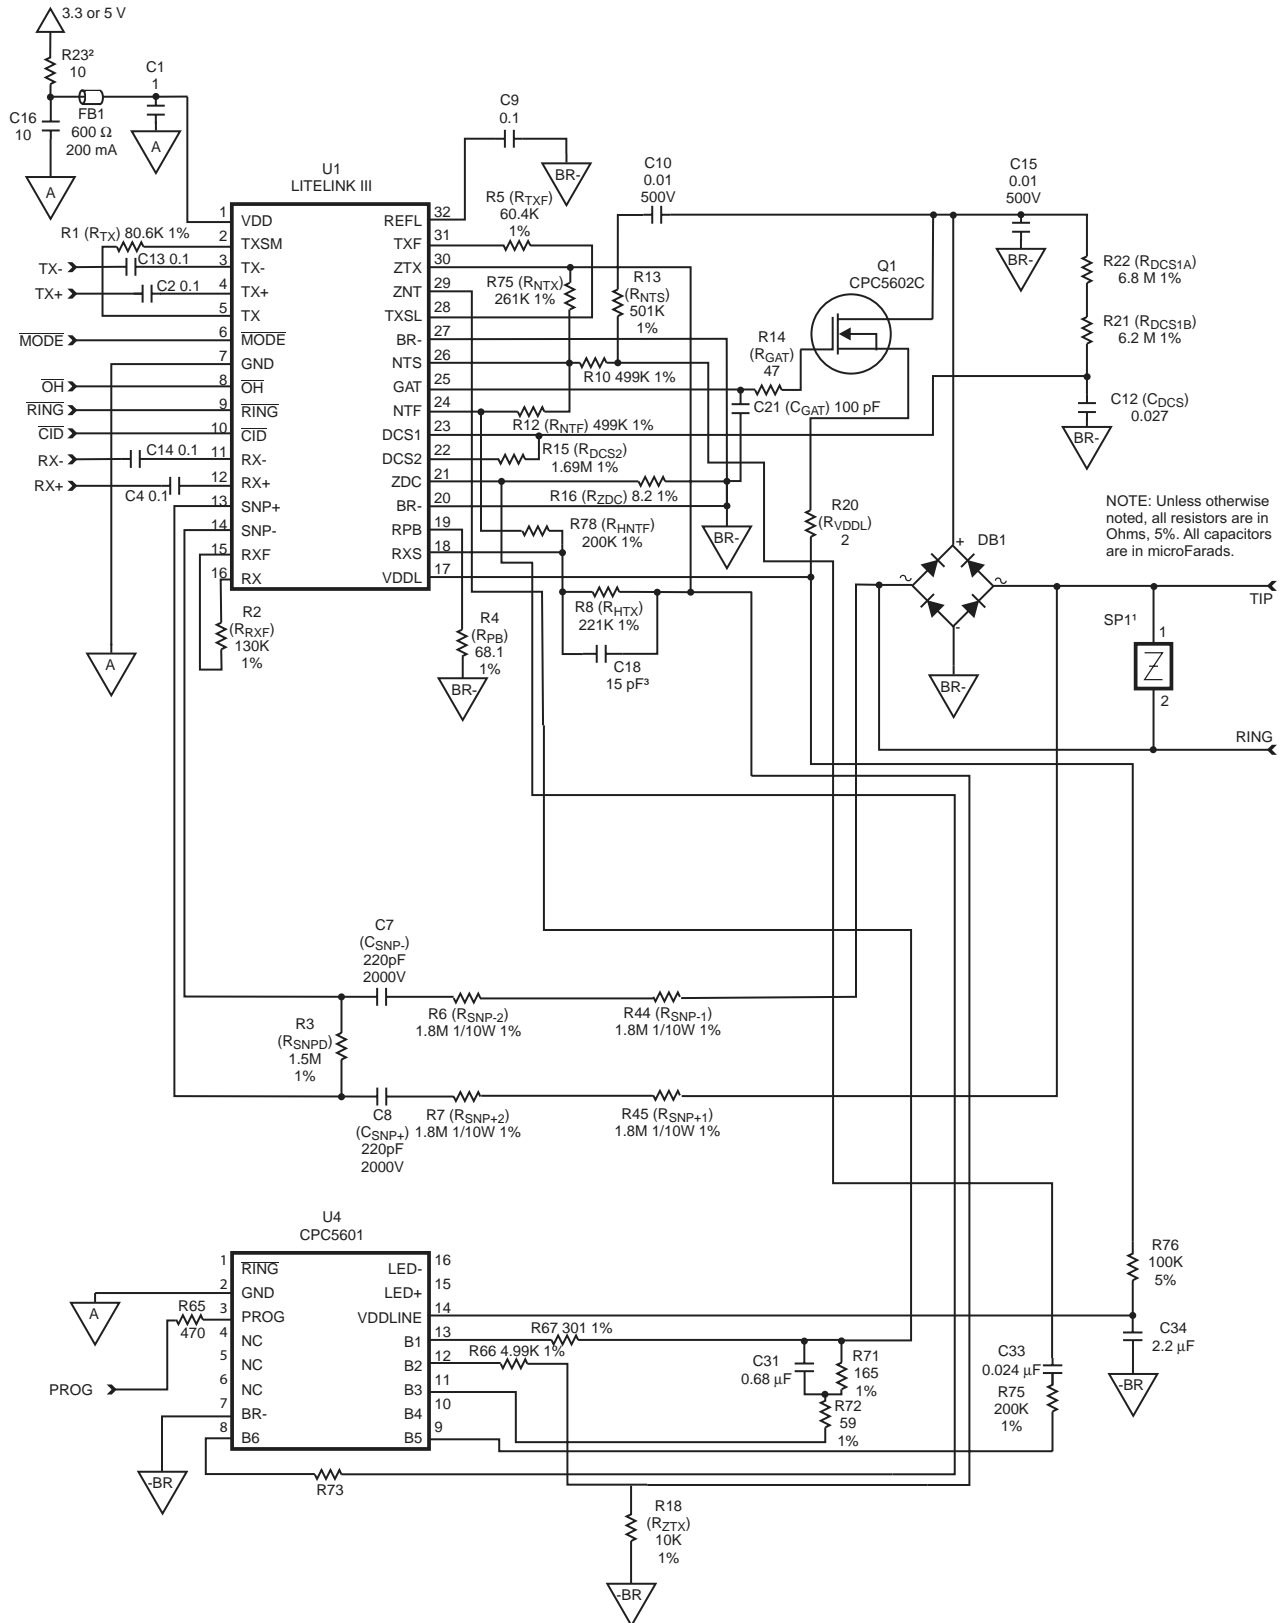 3.3 or 5 V
R23²
10
C1
1
C16
10
FB1
600 Ω
200 mA
A
A
C9
0.1
BR-
U1
LITELINK III
C10
0.01
500V
C15
0.01
500V
BR-
R5 (RTXF)
60.4K
1%
R1 (RTX) 80.6K 1%
TX-
C13 0.1
TX+
C2 0.1
MODE
OH
RING
CID
RX-
C14 0.1
RX+
C4 0.1
1 VDD
2 TXSM
3 TX-
4 TX+
5 TX
6 MODE
7 GND
8 OH
9 RING
10 CID
11 RX-
12 RX+
13 SNP+
14 SNP-
15 RXF
16 RX
REFL 32
TXF 31
ZTX 30
ZNT 29
TXSL 28
BR- 27
NTS 26
GAT 25
NTF 24
DCS1 23
DCS2 22
ZDC 21
BR- 20
RPB 19
RXS 18
VDDL 17
R75 (RNTX)
261K 1%
R13
(RNTS)
501K
1%
Q1
CPC5602C
R22 (RDCS1A)
6.8 M 1%
R21 (RDCS1B)
6.2 M 1%
R14
(RGAT)
47
R10 499K 1%
C21 (CGAT) 100 pF
C12 (CDCS)
0.027
BR-
R12 (RNTF) 499K 1%
R15 (RDCS2)
1.69M 1%
R16 (RZDC) 8.2 1%
BR-
R20
(RVDDL)
2
NOTE: Unless otherwise
noted, all resistors are in
Ohms, 5%. All capacitors
are in microFarads.
R78 (RHNTF)
200K 1%
+
DB1
~
~
-
BR-
TIP
SP1¹
1
2
RING
R2
(RRXF)
130K
1%
A
R4
(RPB)
68.1
1%
BR-
R8 (RHTX)
221K 1%
C18
15 pF³
C7
(CSNP-)
220pF
2000V
R6 (RSNP-2)
1.8M 1/10W 1%
R44 (RSNP-1)
1.8M 1/10W 1%
R3
(RSNPD)
1.5M
1%
C8
(CSNP+)
220pF
2000V
R7 (RSNP+2)
1.8M 1/10W 1%
R45 (RSNP+1)
1.8M 1/10W 1%
U4
CPC5601
1 RING
2 GND
3 PROG
4 NC
5 NC
6 NC
7 BR-
8 B6
LED- 16
LED+ 15
VDDLINE 14
B1 13
B2 12
B3 11
B4 10
B5 9
A
R65
470
PROG
-BR
R67 301 1%
R66 4.99K 1%
C31
0.68 µF
R71
165
1%
R72
59
1%
R76
100K
5%
C34
2.2 µF
-BR
C33
0.024 µF
R75
200K
1%
R73
R18
(RZTX)
10K
1%
-BR